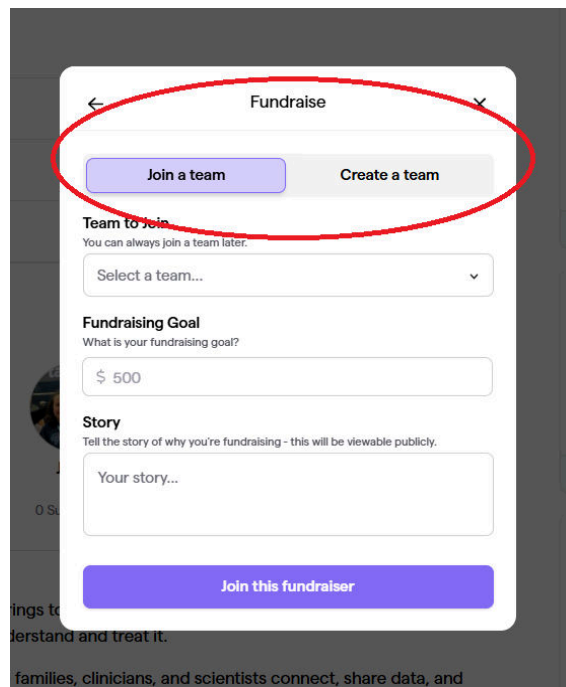 Fundraise
Join a team
Create a team
Team to Join
You can always join a team later.
Select a team...
Fundraising Goal
What is your fundraising goal?
$ 500
Story
Tell the story of why you're fundraising - this will be viewable publicly.
Your story...
0 Su
Join this fundraiser
and treat it.
families, clinicians, and scientists connect, share data, and